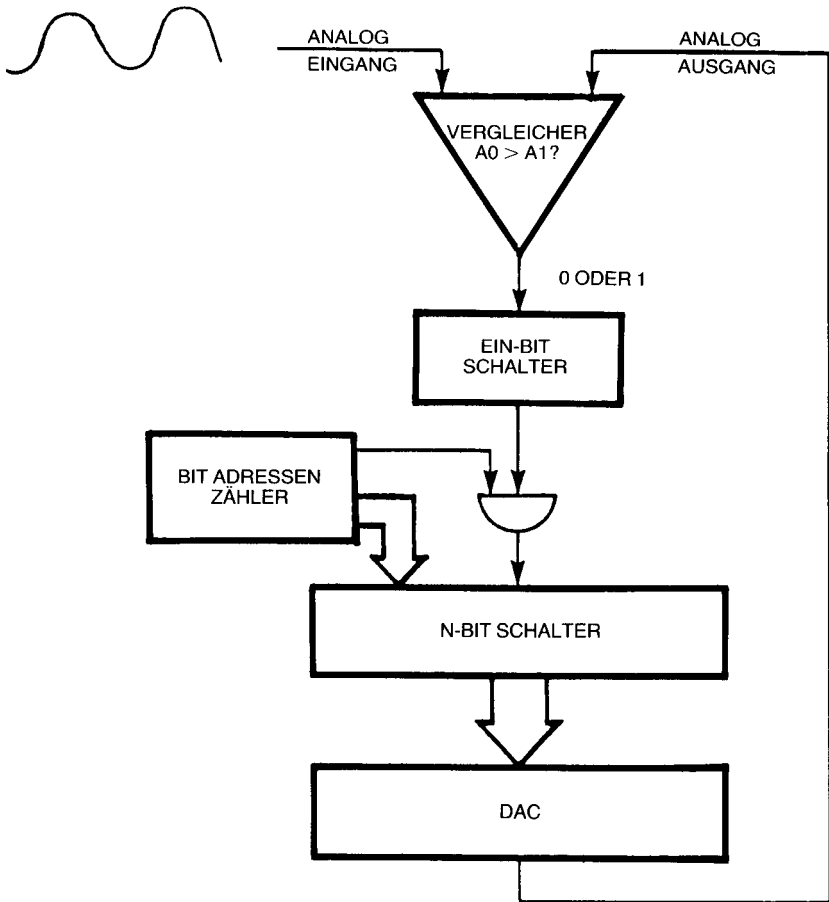 ANALOG
EINGANG
ANALOG
AUSGANG
VERGLEICHER
A0 > A1?
0 ODER 1
EIN-BIT
SCHALTER
BIT ADRESSEN
ZÄHLER
N-BIT SCHALTER
DAC